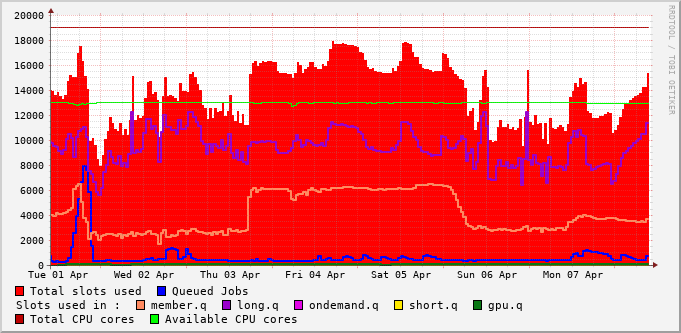 20000
18000
16000
14000
12000
10000
8000
6000
4000
2000
0
Tue 01 Apr Wed 02 Apr Thu 03 Apr Fri 04 Apr Sat 05 Apr Sun 06 Apr Mon 07 Apr
Total slots used Queued Jobs
Slots used in : member.q long.q ondemand.q short.q gpu.q
Total CPU cores Available CPU cores
RRDTOOL / TOBI OETIKER